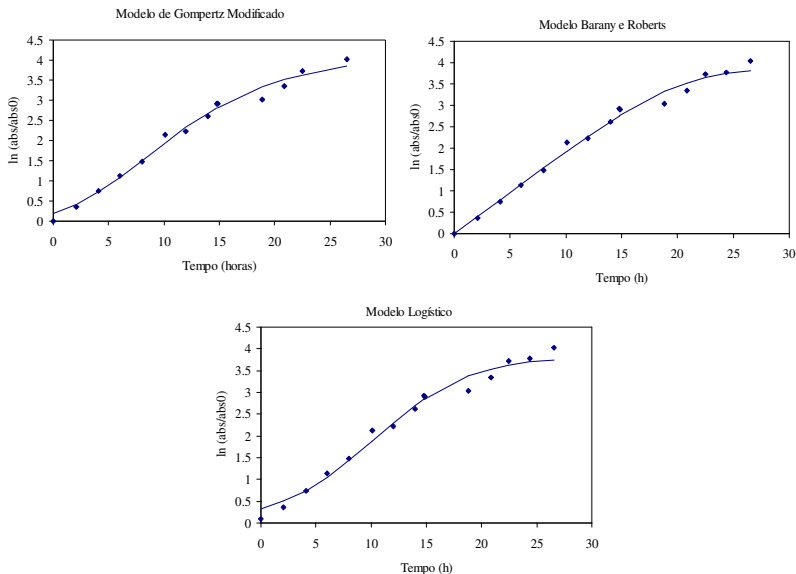 Modelo de Gompertz Modificado
4.5
4
3.5
3
2.5
2
1.5
1
0.5
0
ln (abs/abs0)
0 5 10 15 20 25 30
Tempo (horas)
Modelo Barany e Roberts
4.5
4
3.5
3
2.5
2
1.5
1
0.5
0
ln (abs/abs0)
0 5 10 15 20 25 30
Tempo (h)
Modelo Logístico
4.5
4
3.5
3
2.5
2
1.5
1
0.5
0
ln (abs/abs0)
0 5 10 15 20 25 30
Tempo (h)